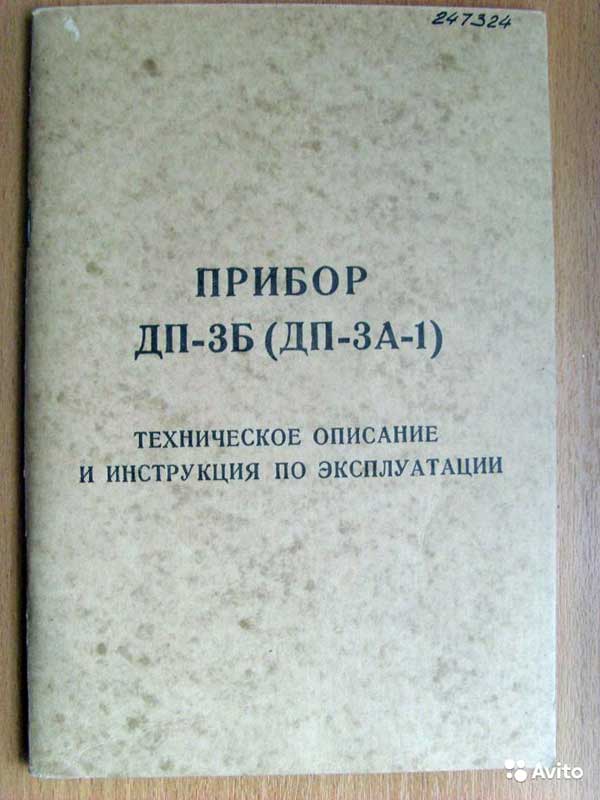 247324
ПРИБОР
ДП-3Б (ДП-3А-1)
ТЕХНИЧЕСКОЕ ОПИСАНИЕ
И ИНСТРУКЦИЯ ПО ЭКСПЛУАТАЦИИ
Avito